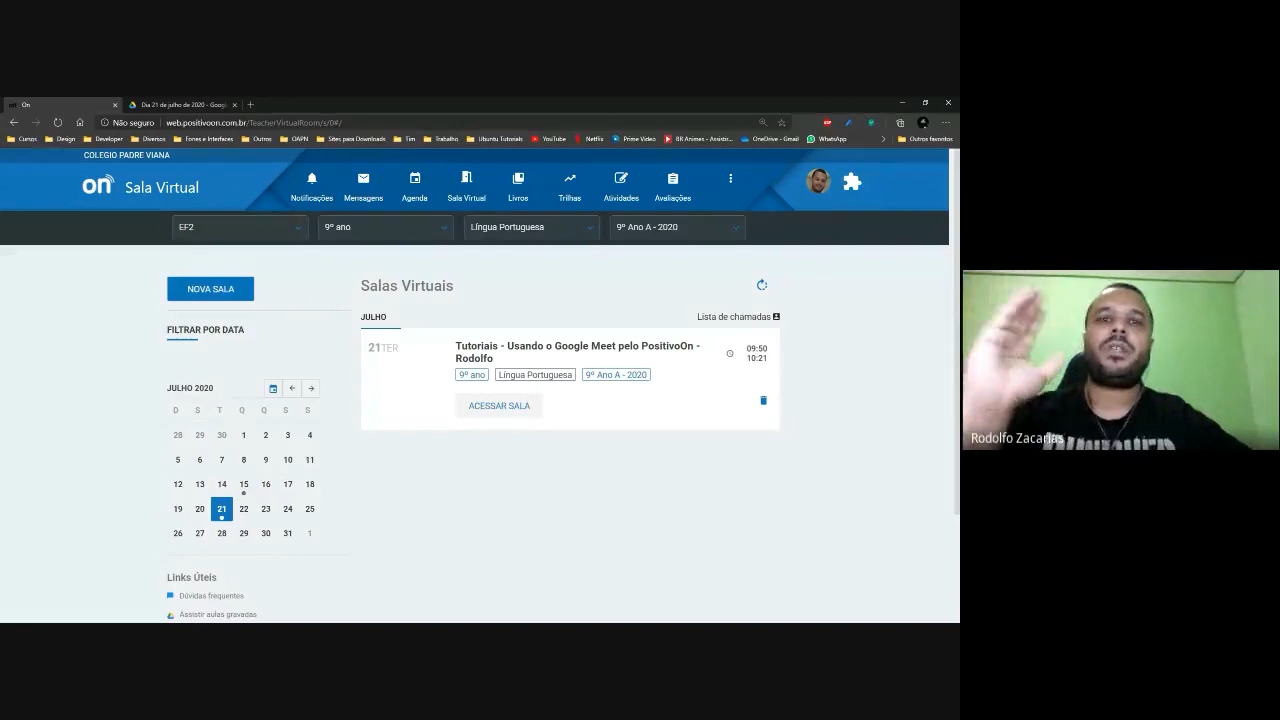 On
Dia 21 de julho de 2020 - Goog
Não seguro
web.positivoon.com.br/TeacherVirtualRoom/s/0#/
Cursos Design Developer Diversos Fones e Interfaces Outros OAPN Sites para Downloads Tim Trabalho Ubuntu Tutorials YouTube Netflix Prime Video BR Animes - Assistir... OneDrive - Gmail WhatsApp Outros favoritos
COLEGIO PADRE VIANA
on Sala Virtual
Notificações Mensagens Agenda Sala Virtual Livros Trilhas Atividades Avaliações
EF2 9º ano Língua Portuguesa 9º Ano A - 2020
NOVA SALA
Salas Virtuais
JULHO Lista de chamadas
FILTRAR POR DATA
21 TER
Tutoriais - Usando o Google Meet pelo PositivoOn -
Rodolfo
09:50
10:21
9º ano Língua Portuguesa 9º Ano A - 2020
ACESSAR SALA
JULHO 2020
D S T Q Q S S
28 29 30 1 2 3 4
5 6 7 8 9 10 11
12 13 14 15 16 17 18
19 20 21 22 23 24 25
26 27 28 29 30 31 1
Links Úteis
Dúvidas frequentes
Assistir aulas gravadas
Rodolfo Zacarias